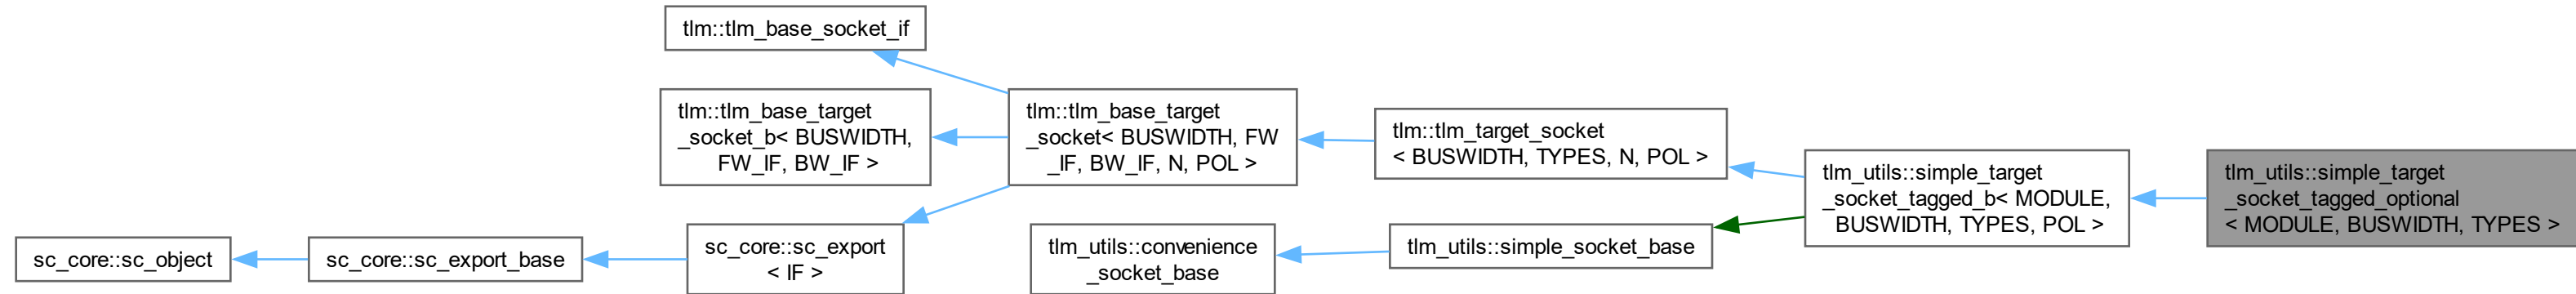 tlm::tlm_base_socket_if
tlm::tlm_base_target
_socket_b< BUSWIDTH,
FW_IF, BW_IF >
tlm::tlm_base_target
_socket< BUSWIDTH, FW
_IF, BW_IF, N, POL >
tlm::tlm_target_socket
< BUSWIDTH, TYPES, N, POL >
tlm_utils::simple_target
_socket_tagged_b< MODULE,
BUSWIDTH, TYPES, POL >
tlm_utils::simple_target
_socket_tagged_optional
< MODULE, BUSWIDTH, TYPES >
sc_core::sc_object
sc_core::sc_export_base
sc_core::sc_export
< IF >
tlm_utils::convenience
_socket_base
tlm_utils::simple_socket_base